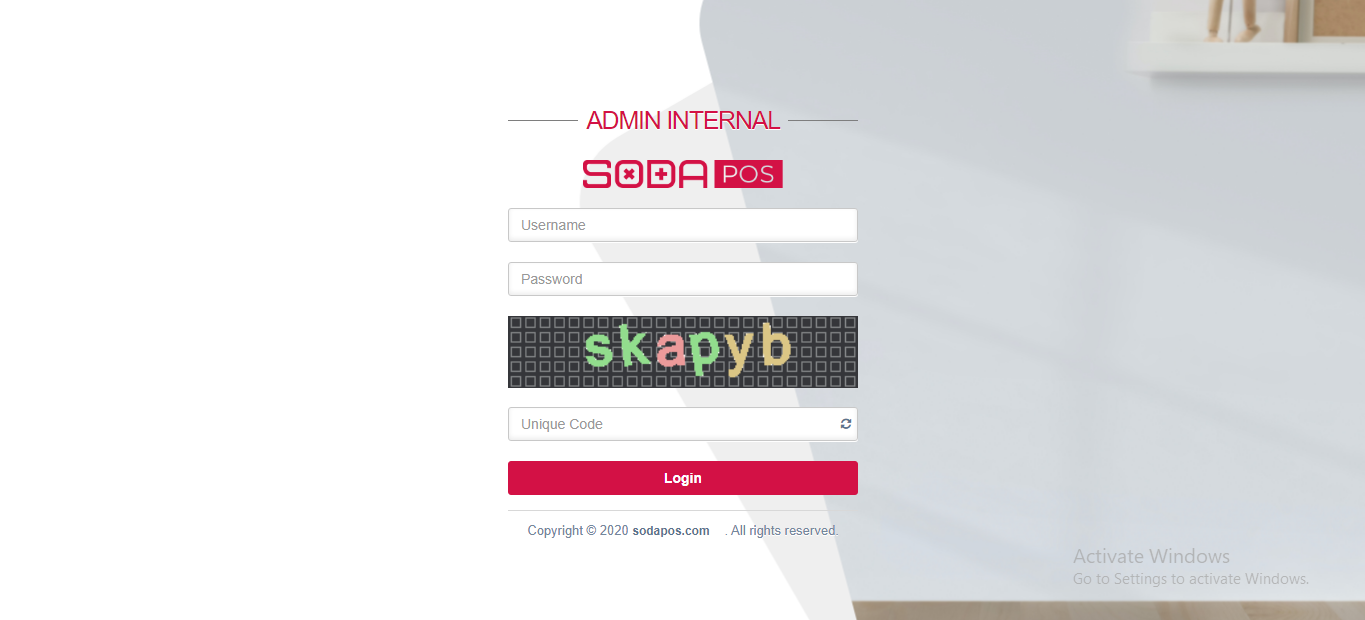 ADMIN INTERNAL
SODA POS
Username
Password
skapyb
Unique Code
Login
Copyright © 2020 sodapos.com . All rights reserved.
Activate Windows
Go to Settings to activate Windows.